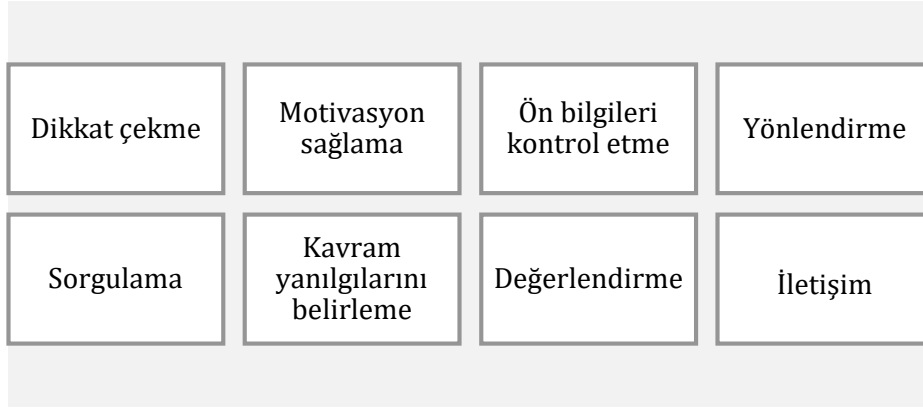 Dikkat çekme
Motivasyon
sağlama
Ön bilgileri
kontrol etme
Yönlendirme
Sorgulama
Kavram
yanılgılarını
belirleme
Değerlendirme
İletişim